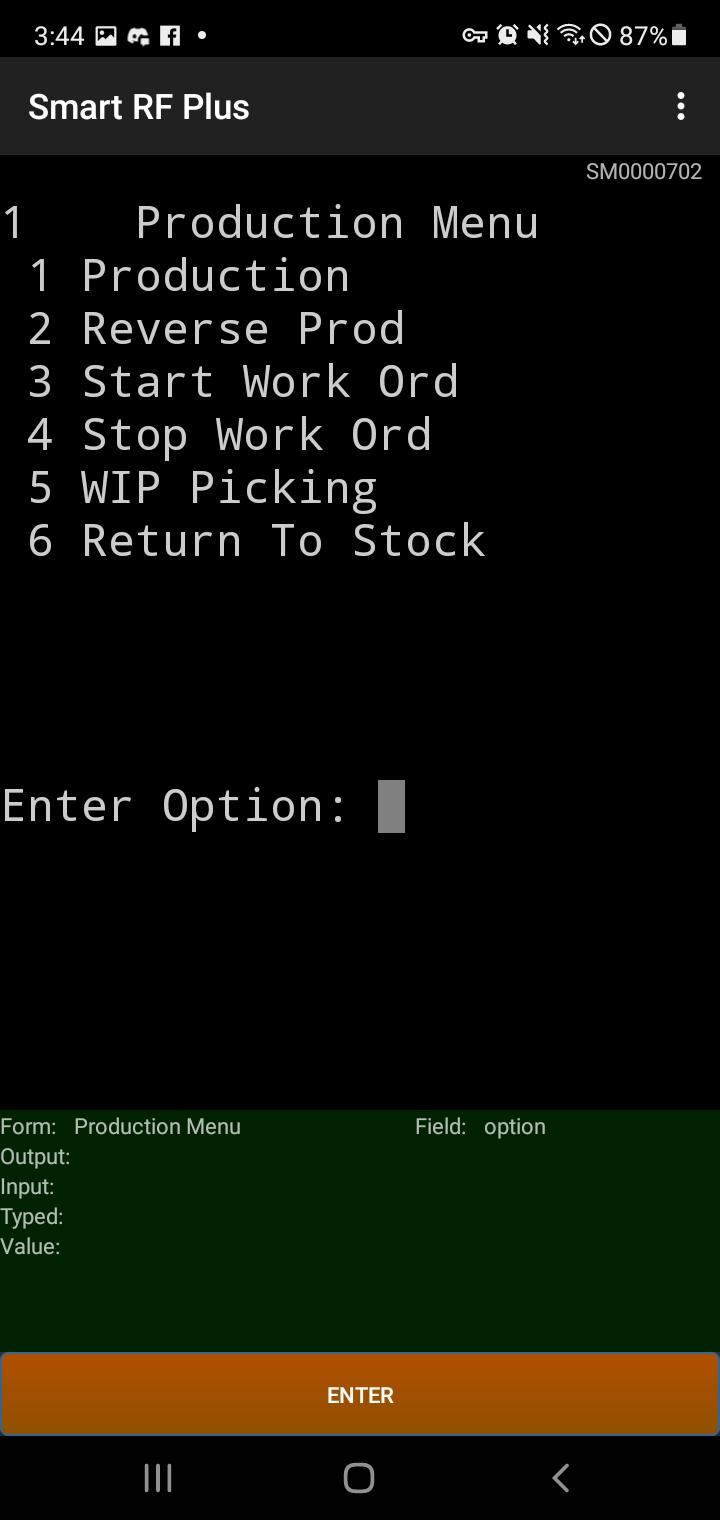 3:44 87%
Smart RF Plus
SM0000702
1 Production Menu
1 Production
2 Reverse Prod
3 Start Work Ord
4 Stop Work Ord
5 WIP Picking
6 Return To Stock
Enter Option:
Form: Production Menu Field: option
Output:
Input:
Typed:
Value:
ENTER